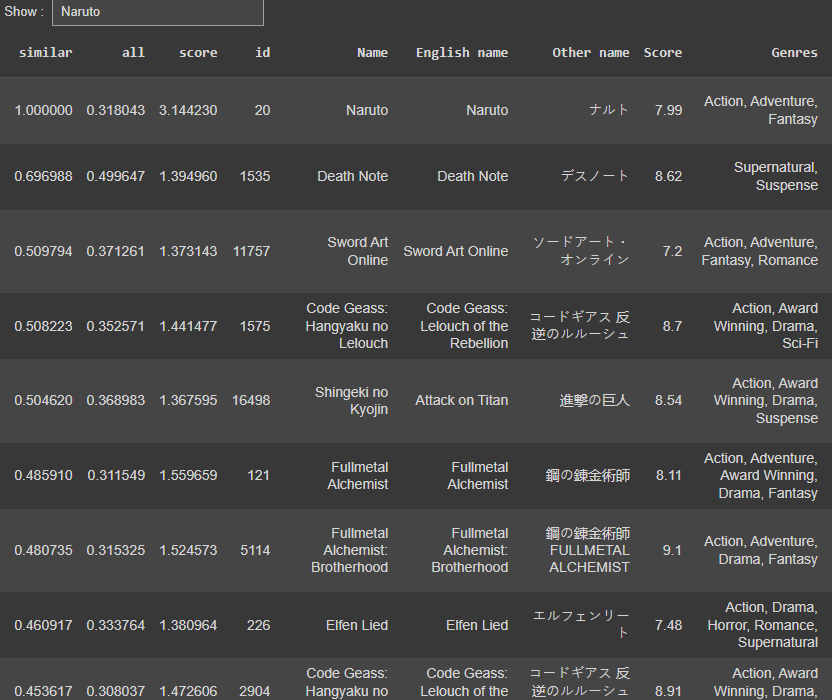 Show : Naruto
similar all score id Name English name Other name Score Genres
1.000000 0.318043 3.144230 20 Naruto Naruto ナルト 7.99 Action, Adventure,
Fantasy
0.696988 0.499647 1.394960 1535 Death Note Death Note デスノート 8.62 Supernatural,
Suspense
0.509794 0.371261 1.373143 11757 Sword Art
Online Sword Art Online ソードアート・
オンライン 7.2 Action, Adventure,
Fantasy, Romance
0.508223 0.352571 1.441477 1575 Code Geass:
Hangyaku no
Lelouch Code Geass:
Lelouch of the
Rebellion コードギアス 反
逆のルルーシュ 8.7 Action, Award
Winning, Drama,
Sci-Fi
0.504620 0.368983 1.367595 16498 Shingeki no
Kyojin Attack on Titan 進撃の巨人 8.54 Action, Award
Winning, Drama,
Suspense
0.485910 0.311549 1.559659 121 Fullmetal
Alchemist Fullmetal
Alchemist 鋼の錬金術師 8.11 Action, Adventure,
Award Winning,
Drama, Fantasy
0.480735 0.315325 1.524573 5114 Fullmetal
Alchemist:
Brotherhood Fullmetal
Alchemist:
Brotherhood 鋼の錬金術師
FULLMETAL
ALCHEMIST 9.1 Action, Adventure,
Drama, Fantasy
0.460917 0.333764 1.380964 226 Elfen Lied Elfen Lied エルフェンリー
ト 7.48 Action, Drama,
Horror, Romance,
Supernatural
0.453617 0.308037 1.472606 2904 Code Geass:
Hangyaku no Code Geass:
Lelouch of the コードギアス 反
逆のルルーシュ 8.91 Action, Award
Winning, Drama,